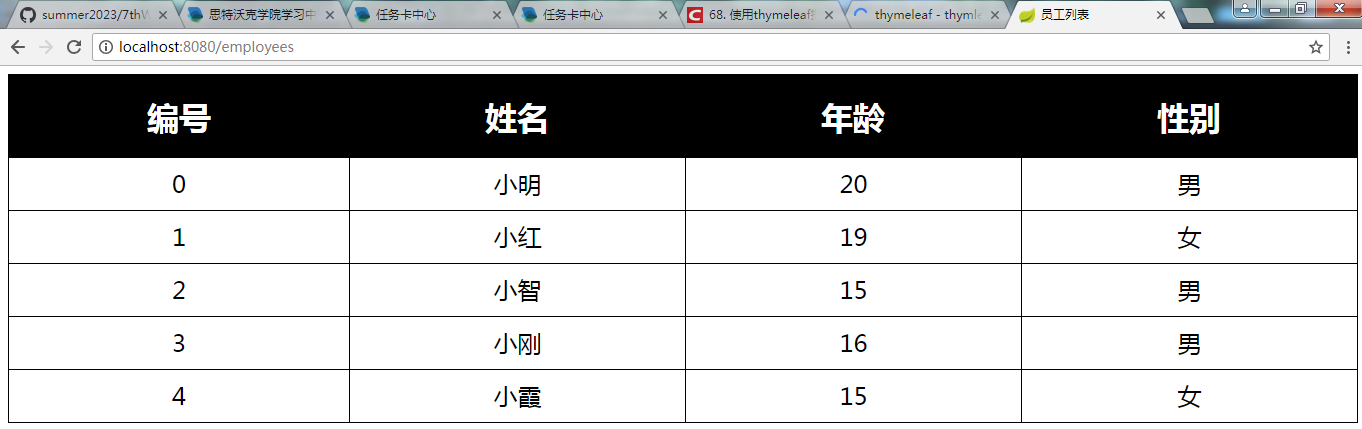 summer2023/7thW
思特沃克学院学习中
任务卡中心
任务卡中心
68. 使用thymeleaf
thymeleaf - thymle
员工列表
localhost:8080/employees
编号 姓名 年龄 性别
0 小明 20 男
1 小红 19 女
2 小智 15 男
3 小刚 16 男
4 小霞 15 女